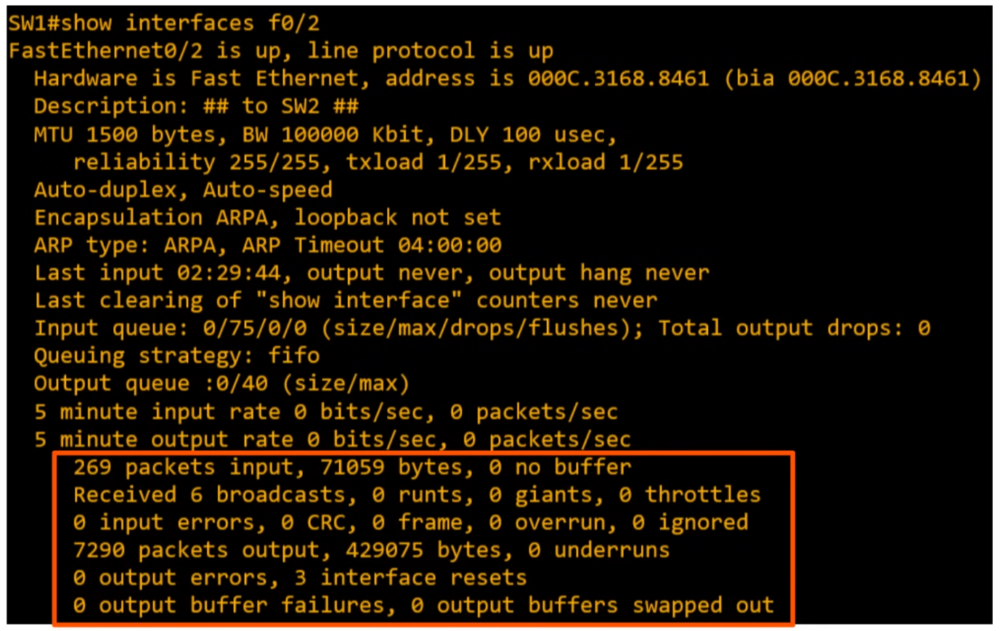 SW1#show interfaces f0/2
FastEthernet0/2 is up, line protocol is up
Hardware is Fast Ethernet, address is 000C.3168.8461 (bia 000C.3168.8461)
Description: ## to SW2 ##
MTU 1500 bytes, BW 100000 Kbit, DLY 100 usec,
reliability 255/255, txload 1/255, rxload 1/255
Auto-duplex, Auto-speed
Encapsulation ARPA, loopback not set
ARP type: ARPA, ARP Timeout 04:00:00
Last input 02:29:44, output never, output hang never
Last clearing of "show interface" counters never
Input queue: 0/75/0/0 (size/max/drops/flushes); Total output drops: 0
Queuing strategy: fifo
Output queue :0/40 (size/max)
5 minute input rate 0 bits/sec, 0 packets/sec
5 minute output rate 0 bits/sec, 0 packets/sec
269 packets input, 71059 bytes, 0 no buffer
Received 6 broadcasts, 0 runts, 0 giants, 0 throttles
0 input errors, 0 CRC, 0 frame, 0 overrun, 0 ignored
7290 packets output, 429075 bytes, 0 underruns
0 output errors, 3 interface resets
0 output buffer failures, 0 output buffers swapped out